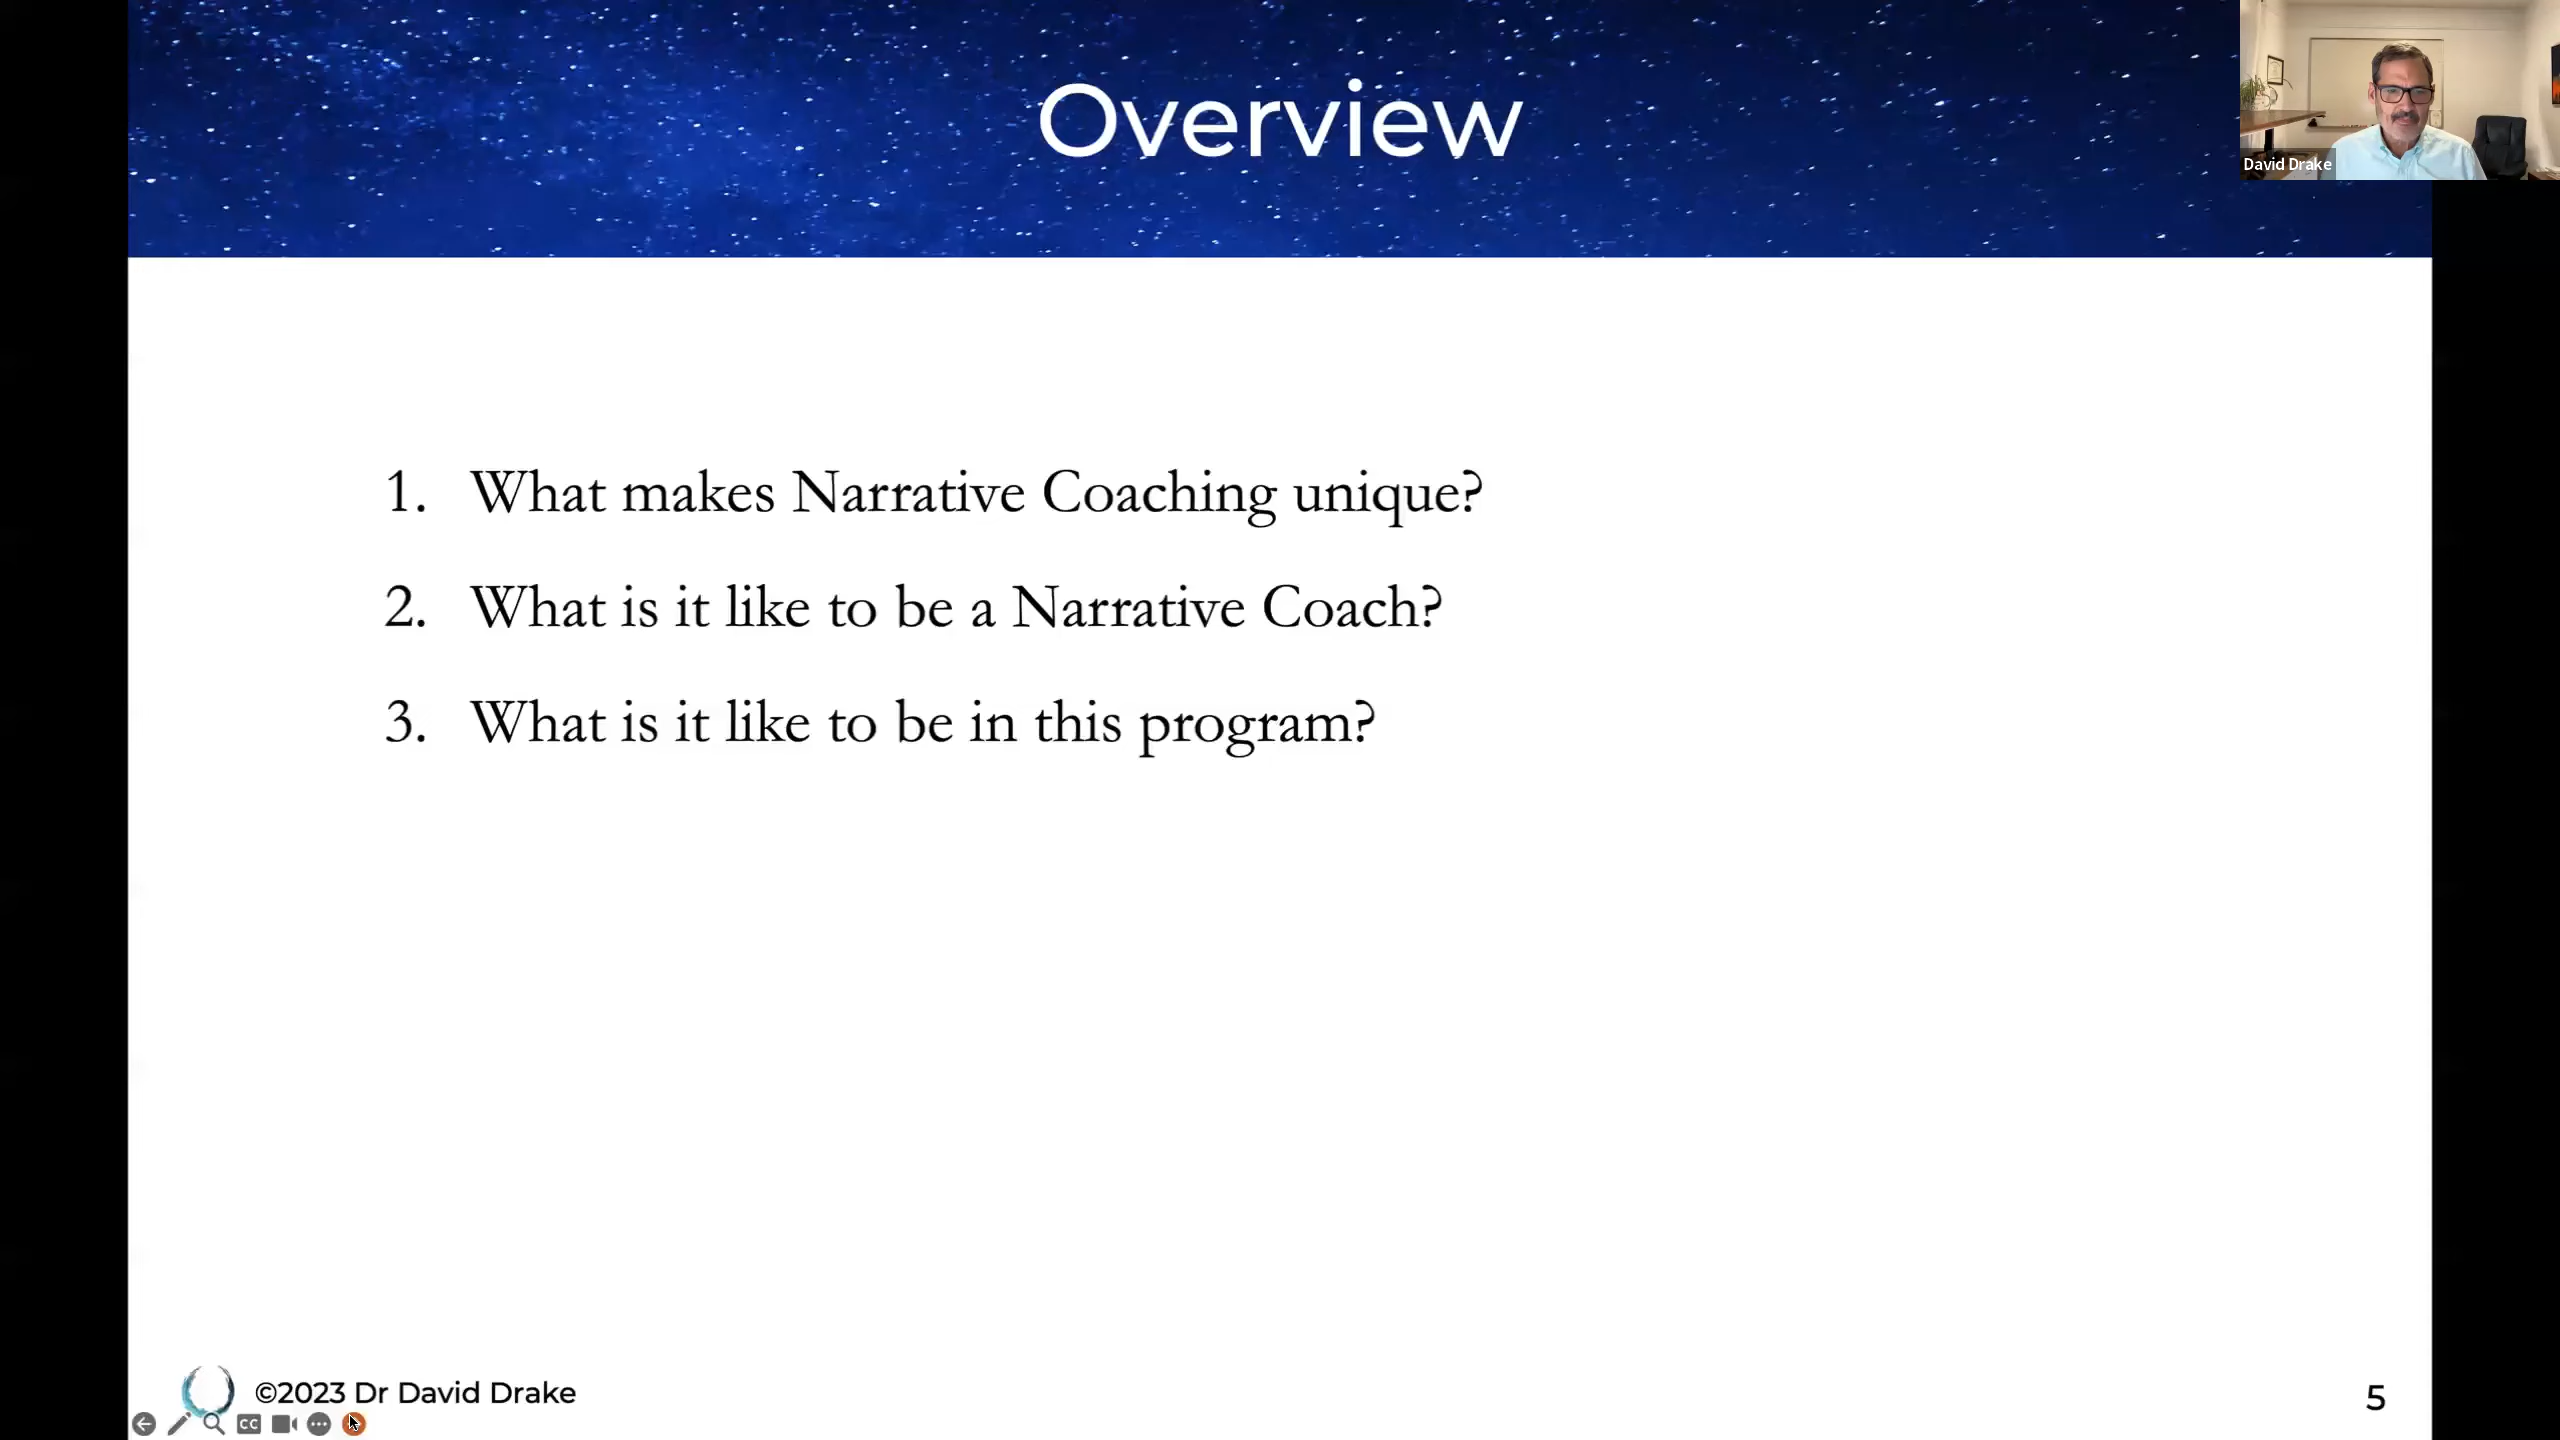 Overview
David Drake
1. What makes Narrative Coaching unique?
2. What is it like to be a Narrative Coach?
3. What is it like to be in this program?
©2023 Dr David Drake
5
CC